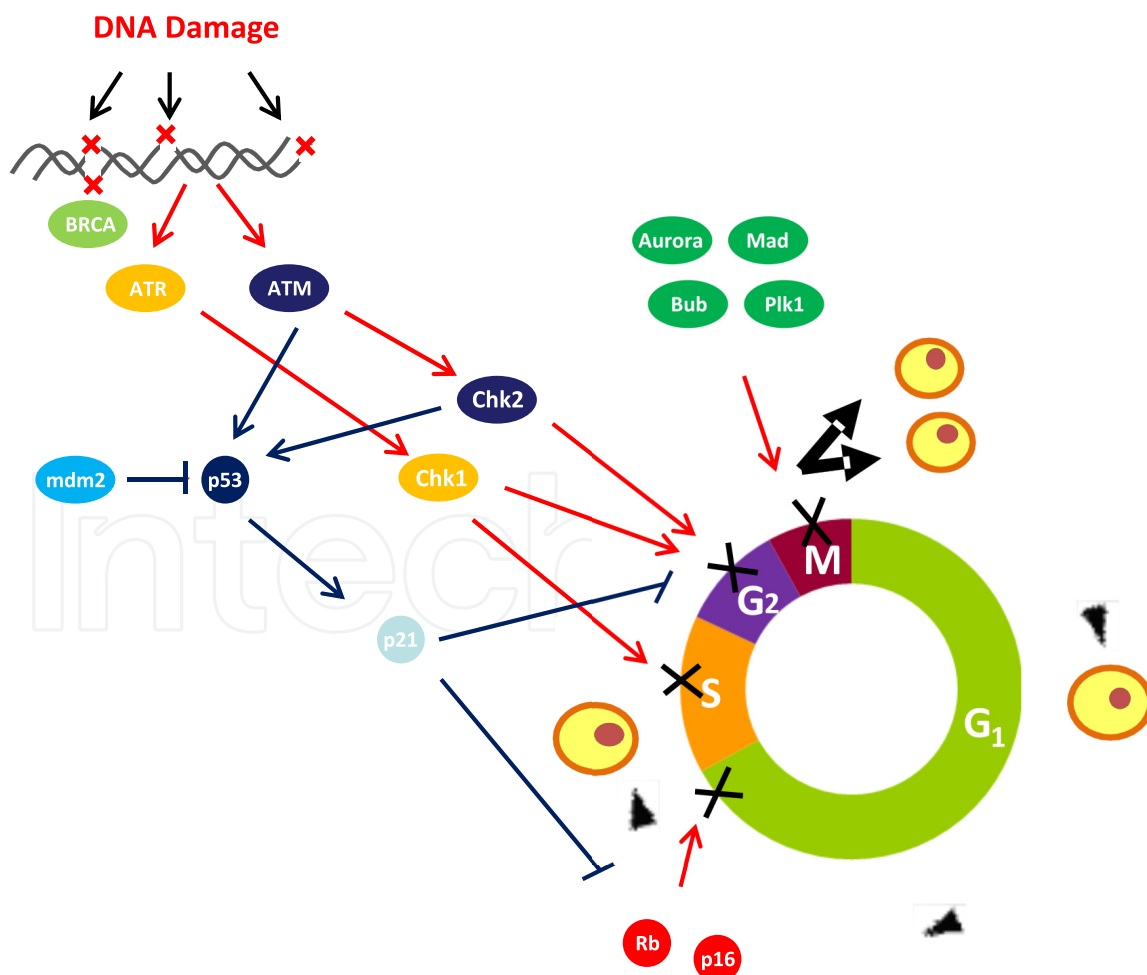 DNA Damage
BRCA
ATR
ATM
Aurora
Mad
Bub
Plk1
Chk2
mdm2
p53
Chk1
Intech
M
G2
p21
S
G1
Rb
p16